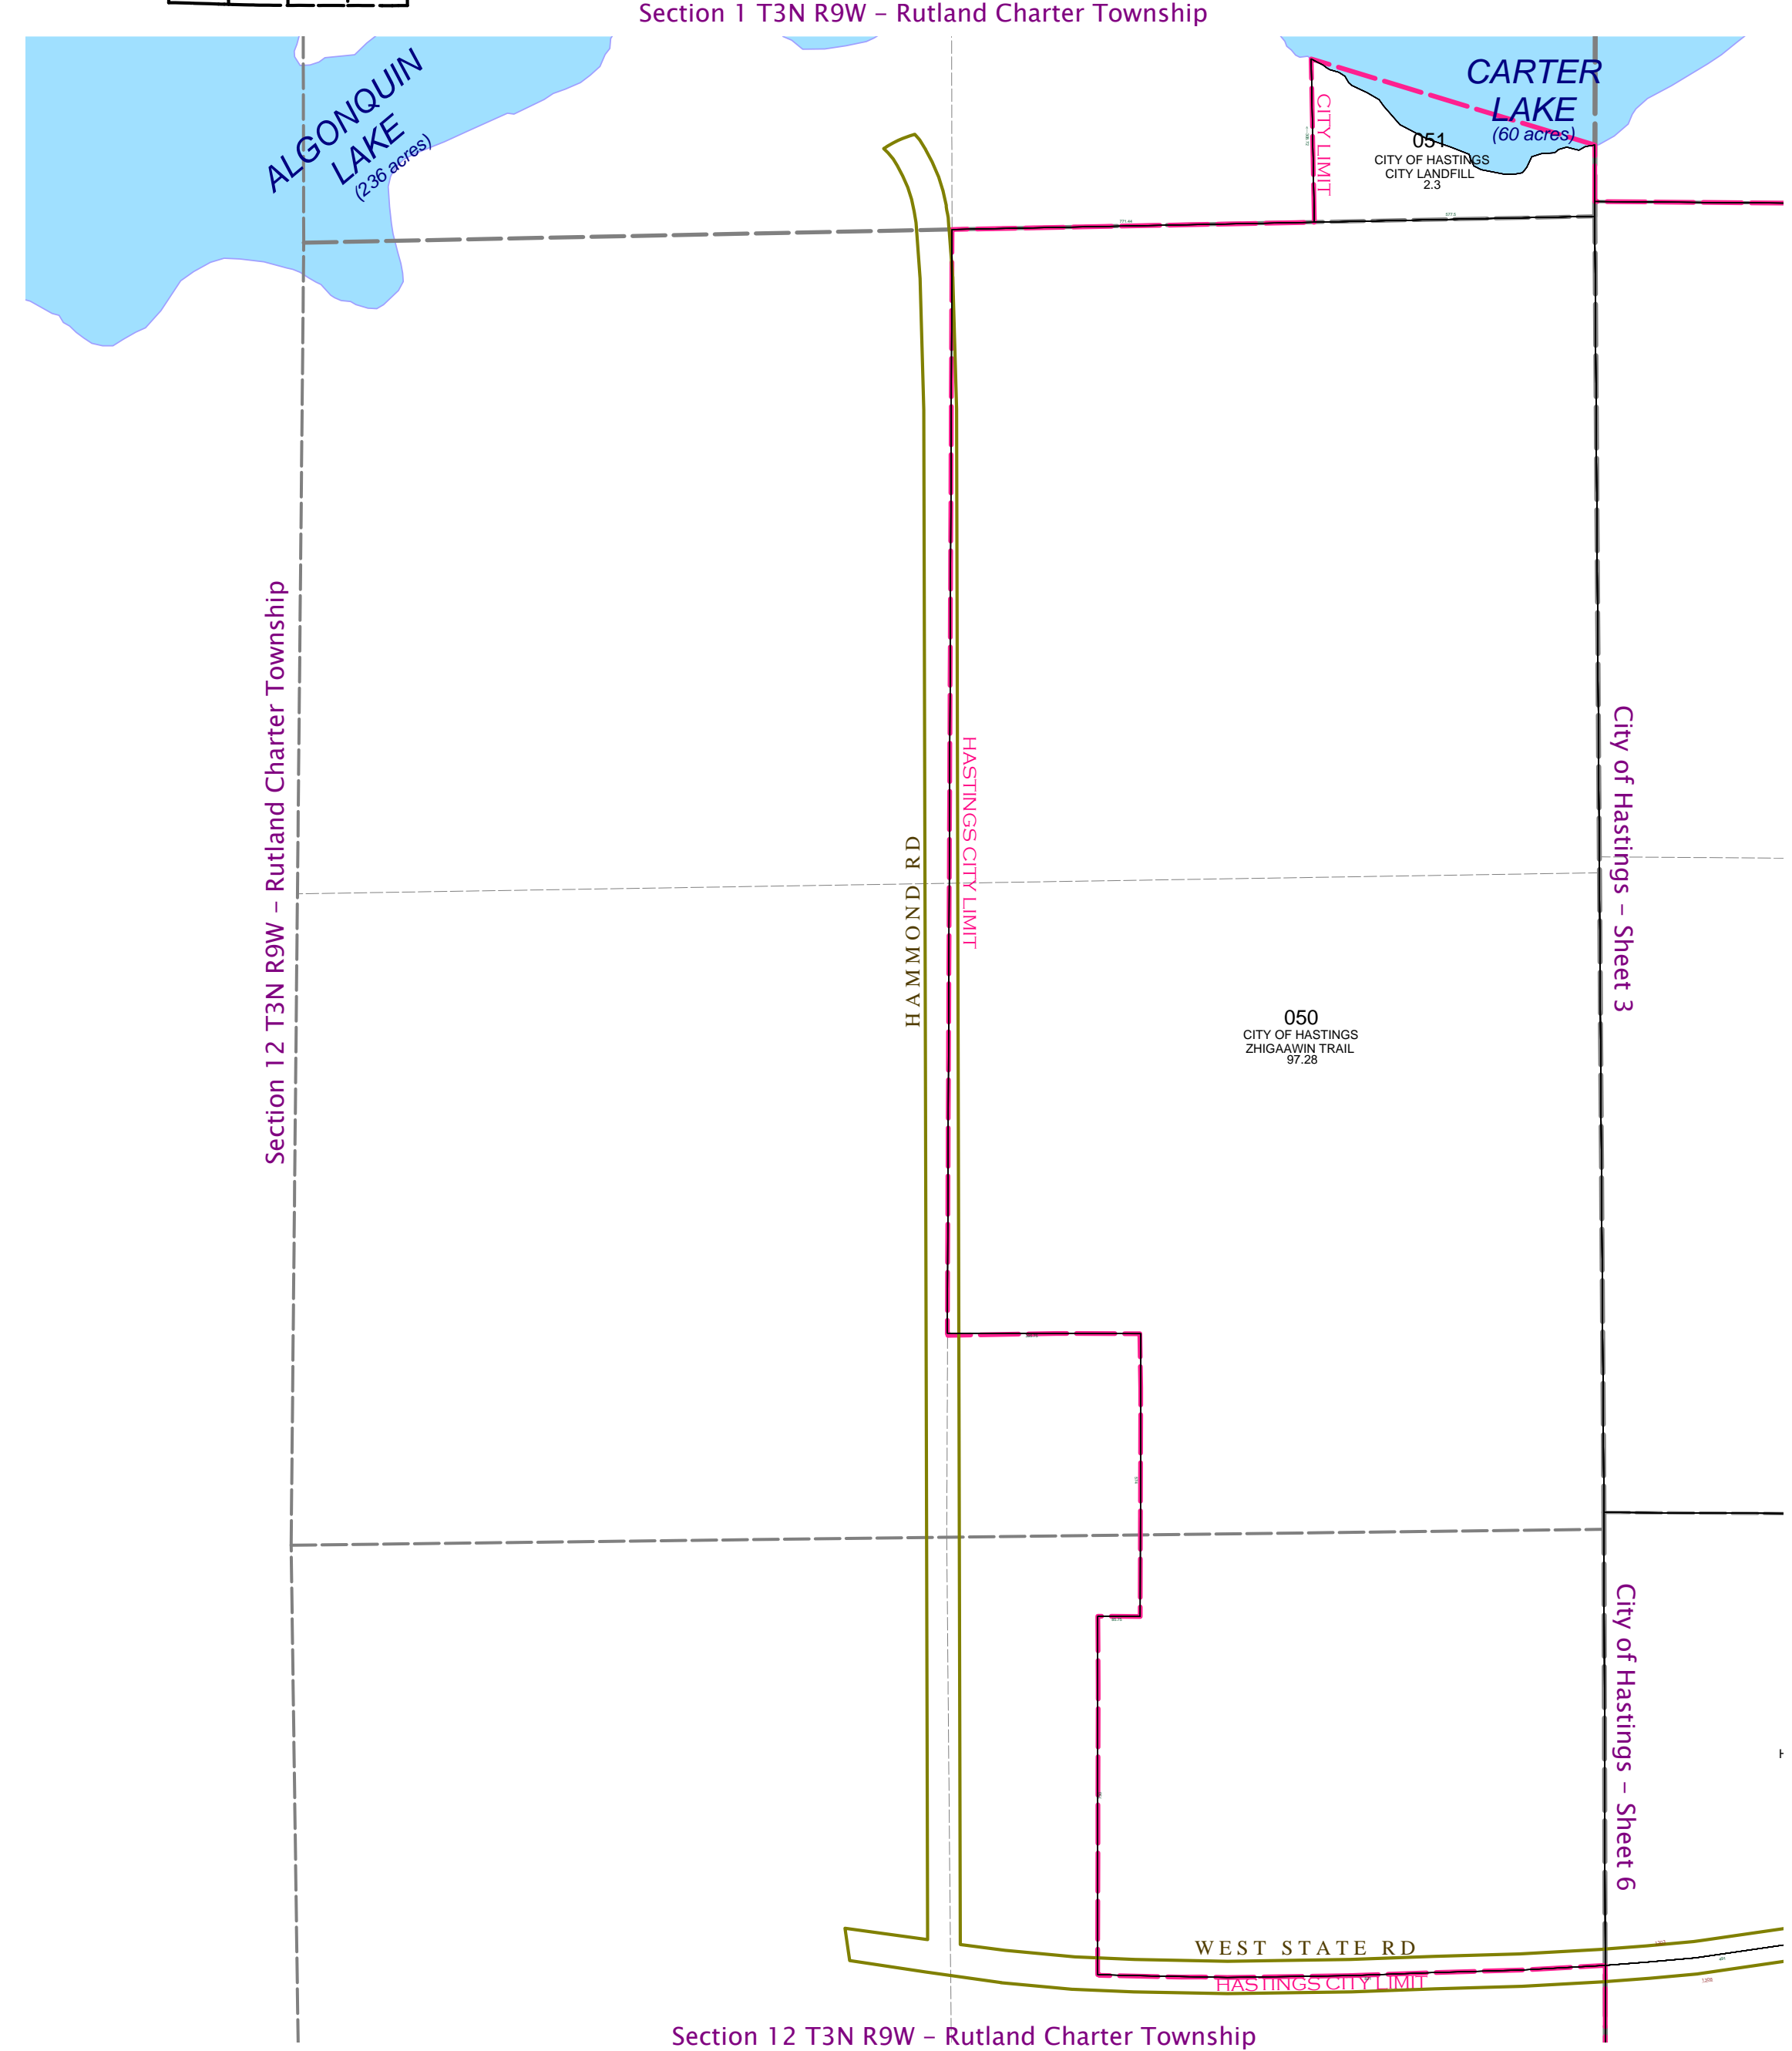 Section 1 T3N R9W – Rutland Charter Township
ALGONQUIN
LAKE
(236 acres)
CARTER
LAKE
(60 acres)
CITY LIMIT
051
CITY OF HASTINGS
CITY LANDFILL
2.3
Section 12 T3N R9W – Rutland Charter Township
HAMMOND RD
HASTINGS CITY LIMIT
City of Hastings – Sheet 3
050
CITY OF HASTINGS
ZHIGAAWIN TRAIL
97.28
City of Hastings – Sheet 6
WEST STATE RD
HASTINGS CITY LIMIT
Section 12 T3N R9W – Rutland Charter Township